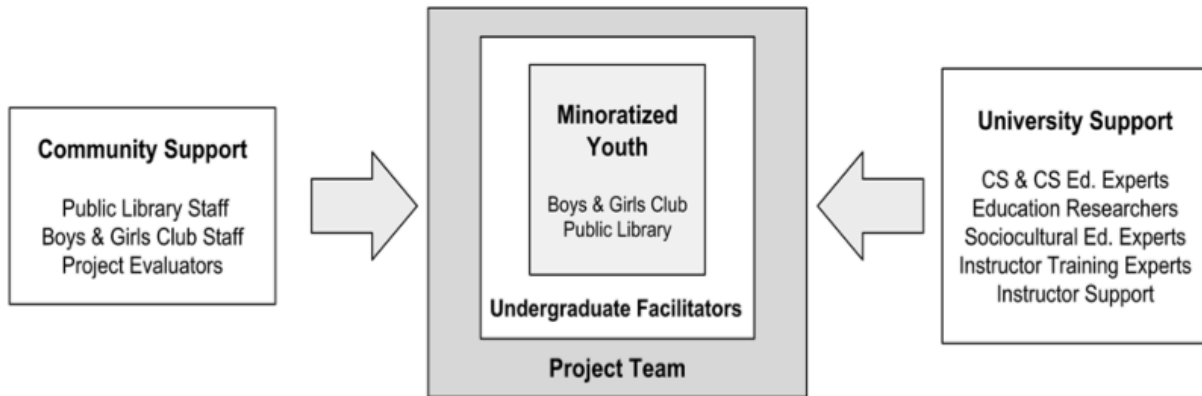 Community Support
Public Library Staff
Boys & Girls Club Staff
Project Evaluators
Minoratized
Youth
Boys & Girls Club
Public Library
Undergraduate Facilitators
Project Team
University Support
CS & CS Ed. Experts
Education Researchers
Sociocultural Ed. Experts
Instructor Training Experts
Instructor Support